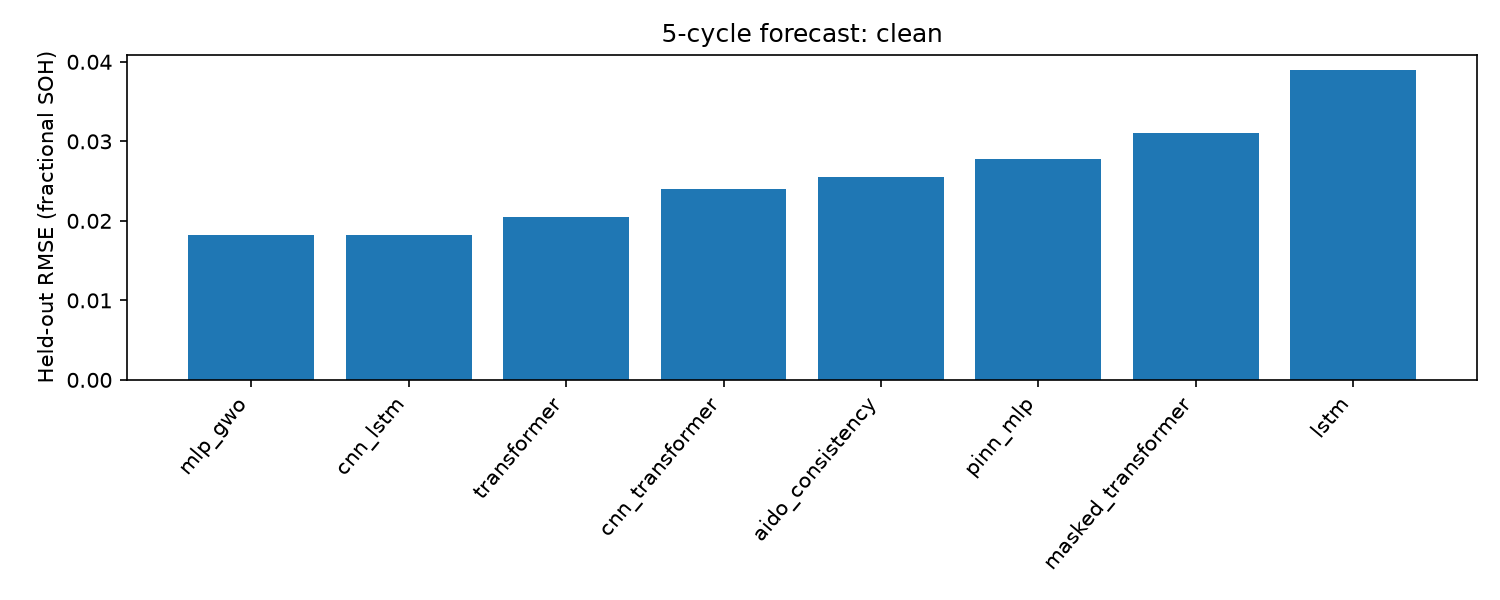 5-cycle forecast: clean
Held-out RMSE (fractional SOH)
0.04
0.03
0.02
0.01
0.00
mlp_gwo
cnn_lstm
transformer
cnn_transformer
aido_consistency
pinn_mlp
masked_transformer
lstm